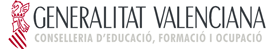 GENERALITAT VALENCIANA
CONSELLERIA D'EDUCACIÓ, FORMACIÓ I OCUPACIÓ